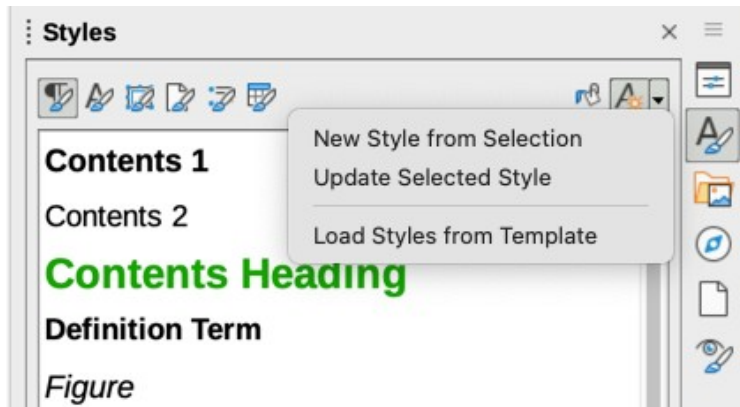 Styles
New Style from Selection
Update Selected Style
Load Styles from Template
Contents 1
Contents 2
Contents Heading
Definition Term
Figure